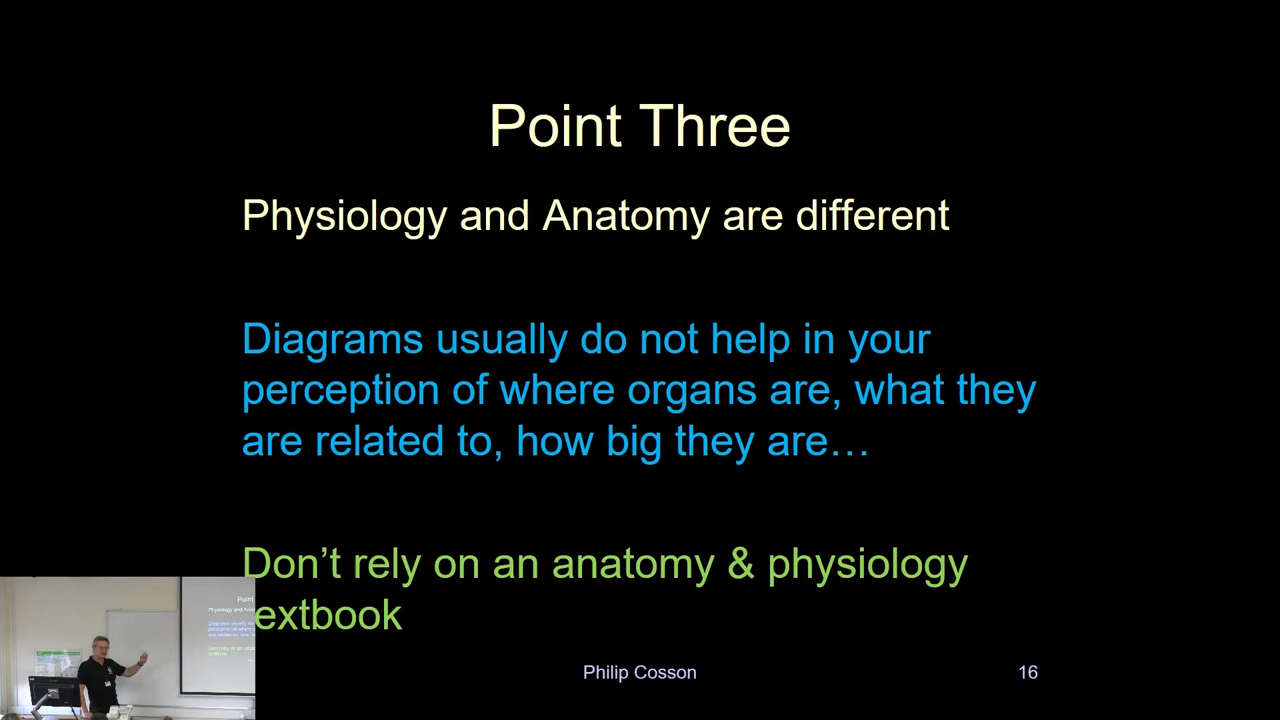 Point Three
Physiology and Anatomy are different
Diagrams usually do not help in your
perception of where organs are, what they
are related to, how big they are…
Don’t rely on an anatomy & physiology
extbook
Philip Cosson
16